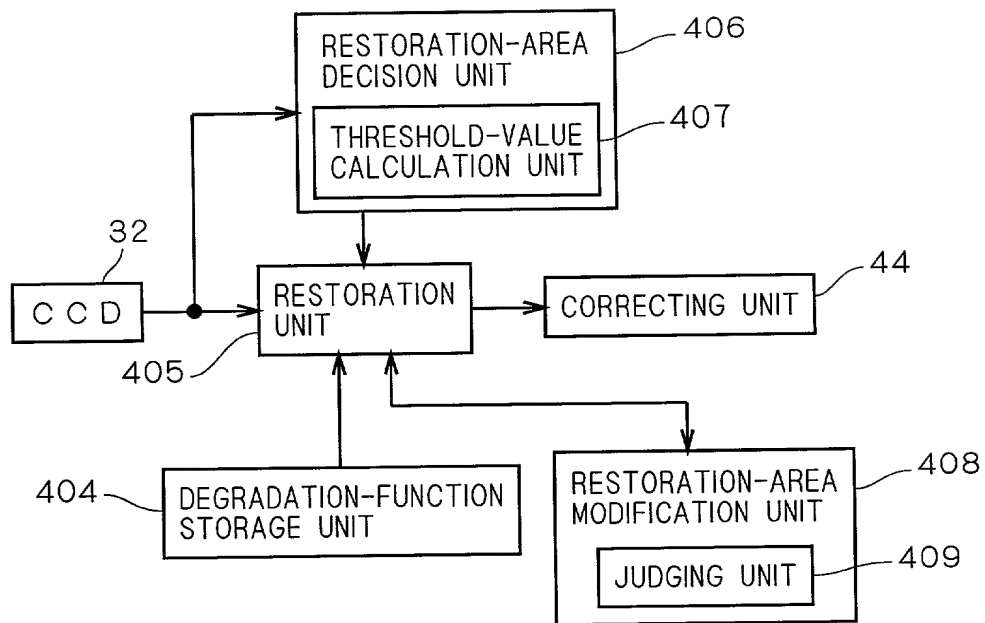 RESTORATION-AREA
DECISION UNIT
406
THRESHOLD-VALUE
CALCULATION UNIT
407
32
CCD
RESTORATION
UNIT
405
CORRECTING UNIT
44
404
DEGRADATION-FUNCTION
STORAGE UNIT
RESTORATION-AREA
MODIFICATION UNIT
408
JUDGING UNIT
409